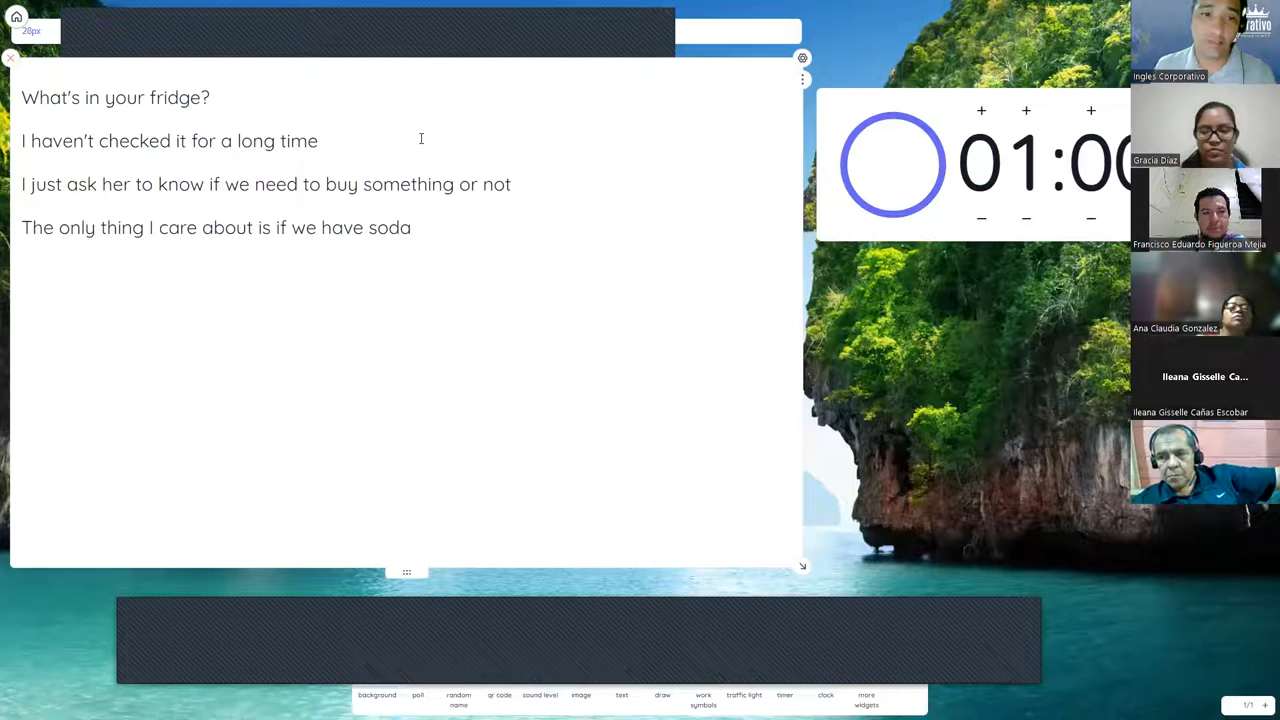 28px
What's in your fridge?
I haven't checked it for a long time
I just ask her to know if we need to buy something or not
The only thing I care about is if we have soda
+ + +
01:00
− − −
rativo
Ingles Corporativo
Gracia Díaz
Francisco Eduardo Figueroa Mejia
Ana Claudia Gonzalez
Ileana Gisselle Ca...
Ileana Gisselle Cañas Escobar
background poll random name qr code sound level image text draw work symbols traffic light timer clock more widgets
1/1 +